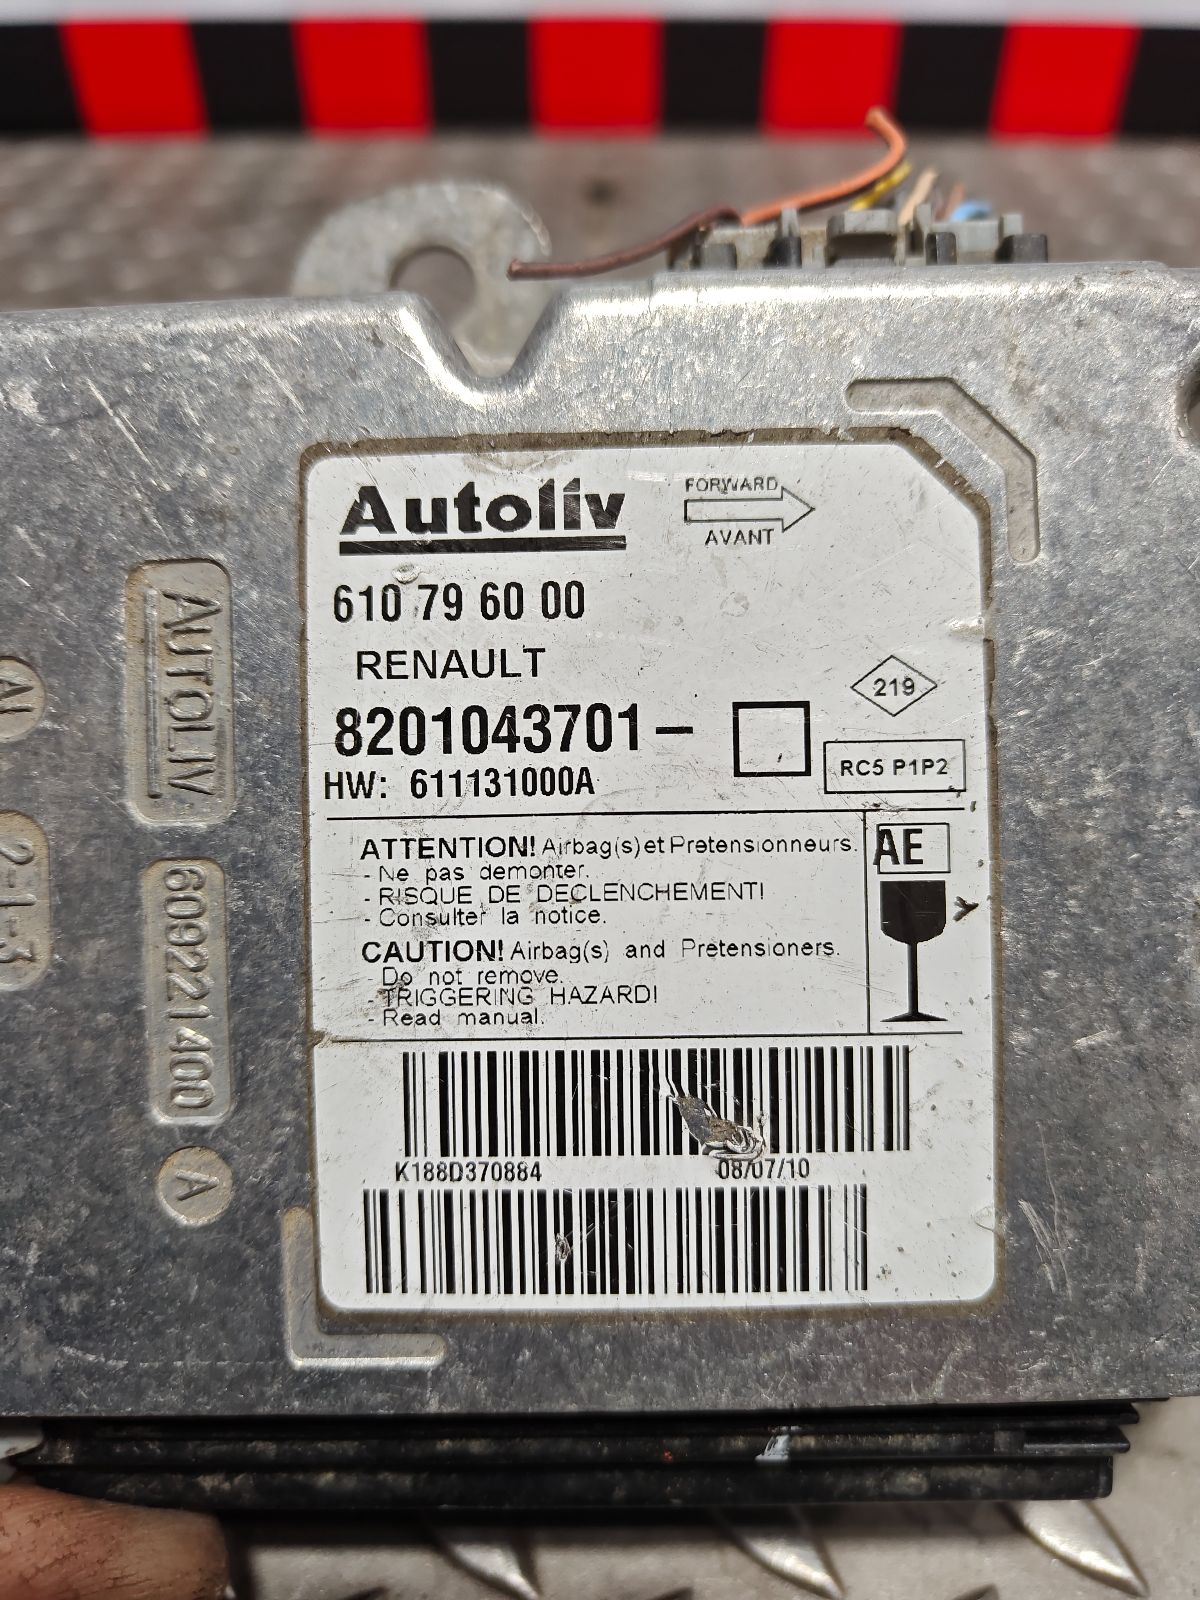 Autoliv
FORWARD
AVANT
610 79 60 00
RENAULT
219
8201043701-
RC5 P1P2
HW: 611131000A
ATTENTION! Airbag(s) et Pretensionneurs.
- Ne pas demonter.
- RISQUE DE DECLENCHEMENT!
- Consulter la notice.
AE
CAUTION! Airbag(s) and Pretensioners.
- Do not remove.
- TRIGGERING HAZARD!
- Read manual.
K188D370884
08/07/10
AUTOLIV
609221400
A
Al
2-1-3